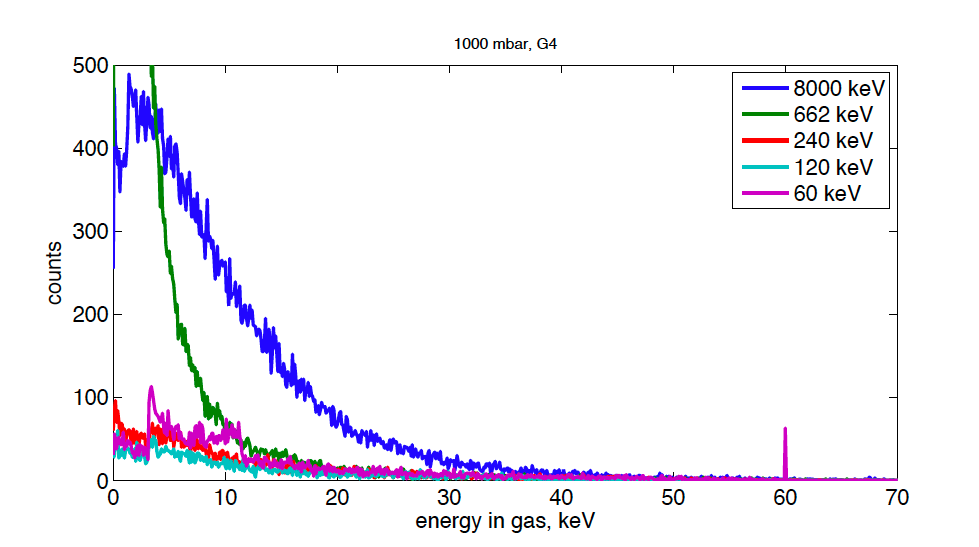 1000 mbar, G4
500
400
300
200
100
0
counts
0 10 20 30 40 50 60 70
energy in gas, keV
8000 keV
662 keV
240 keV
120 keV
60 keV